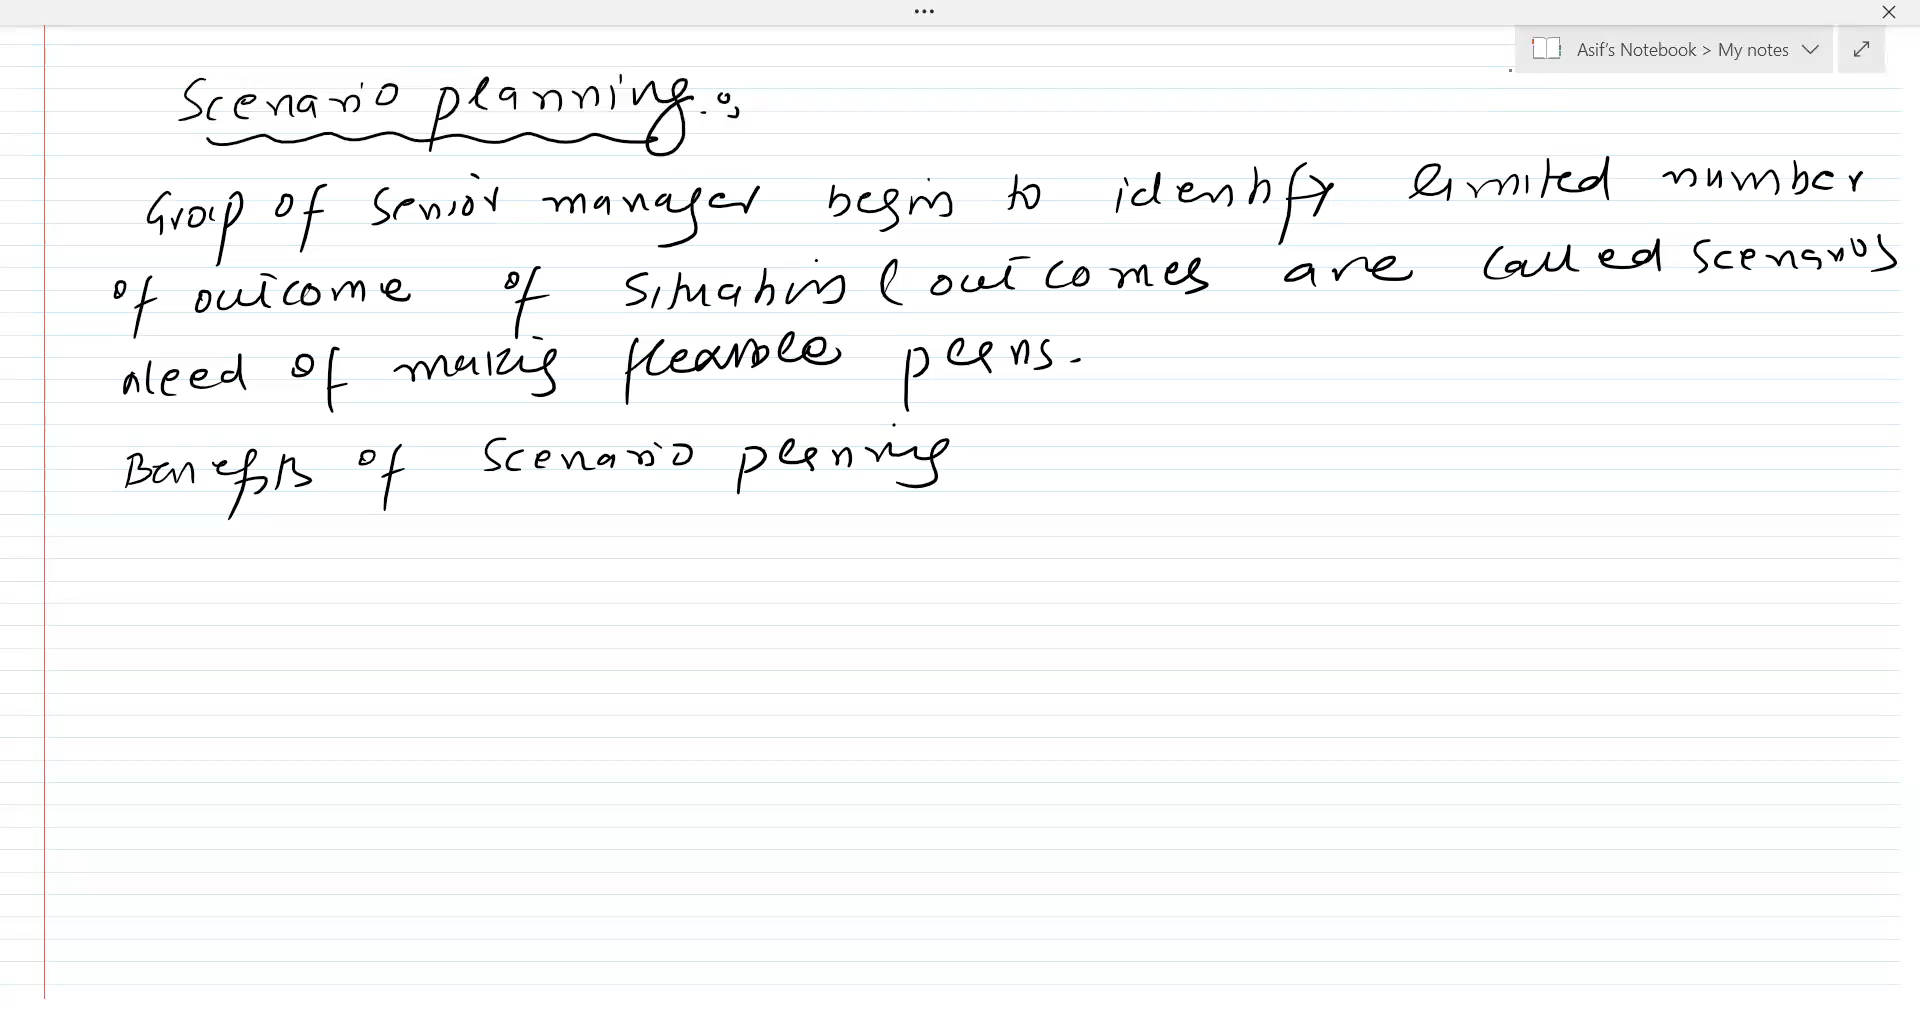 ...
Asif's Notebook > My notes
Scenario planning:
Group of senior manager begin to identify limited number
of outcome of situation (outcomes are called scenarios
need of making flexible plans.
Benefits of scenario planning